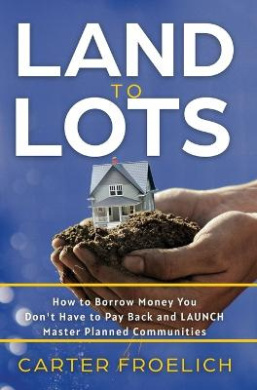 LAND
TO
LOTS
How to Borrow Money You
Don't Have to Pay Back and LAUNCH
Master Planned Communities
CARTER FROELICH